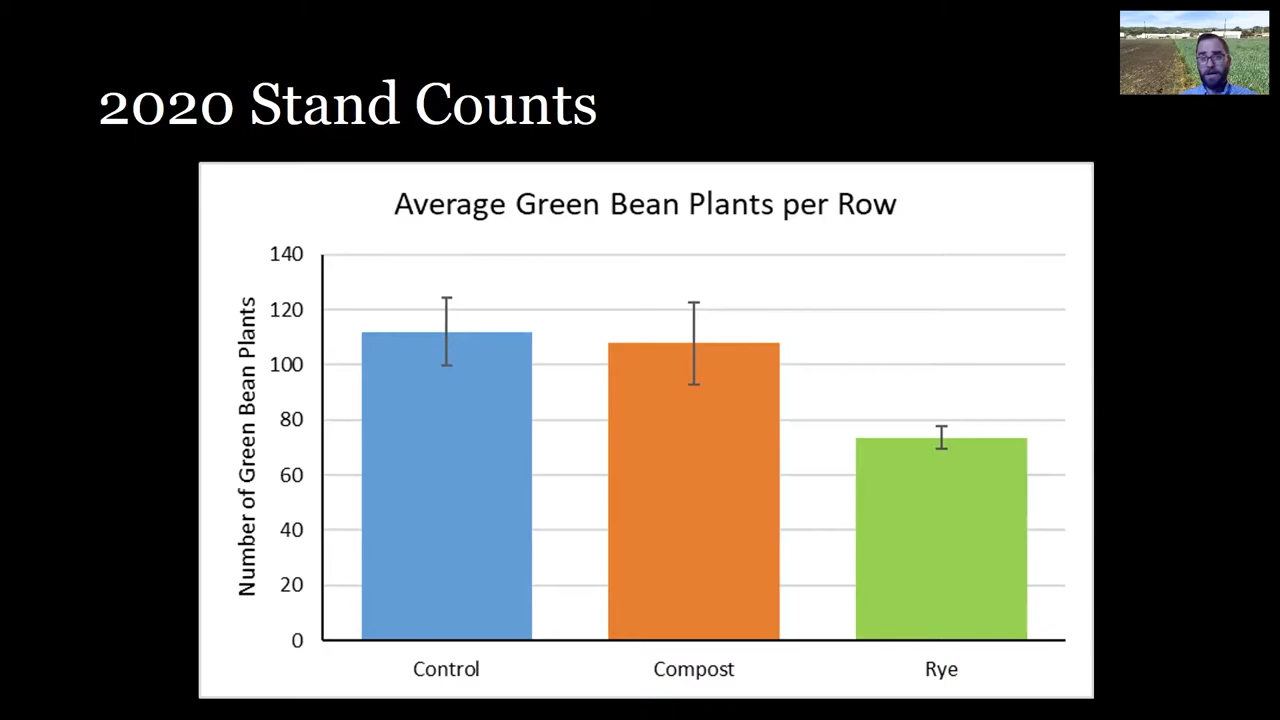 2020 Stand Counts
Average Green Bean Plants per Row
Number of Green Bean Plants
140
120
100
80
60
40
20
0
Control
Compost
Rye